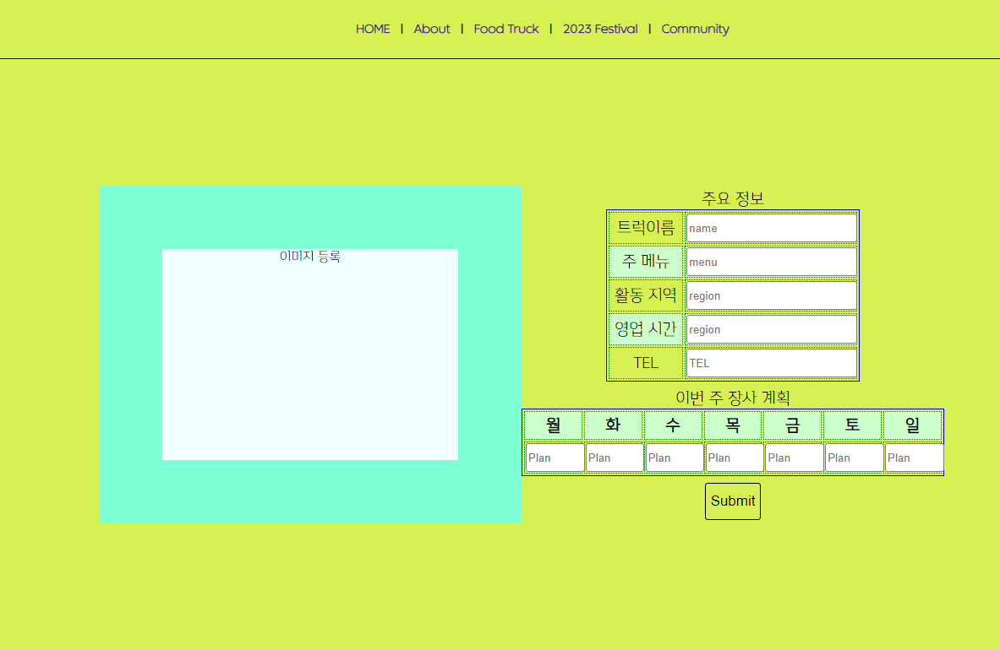 HOME | About | Food Truck | 2023 Festival | Community
이미지 등록
주요 정보
트럭이름 name
주 메뉴 menu
활동 지역 region
영업 시간 region
TEL TEL
이번 주 장사 계획
월 화 수 목 금 토 일
Plan Plan Plan Plan Plan Plan Plan
Submit